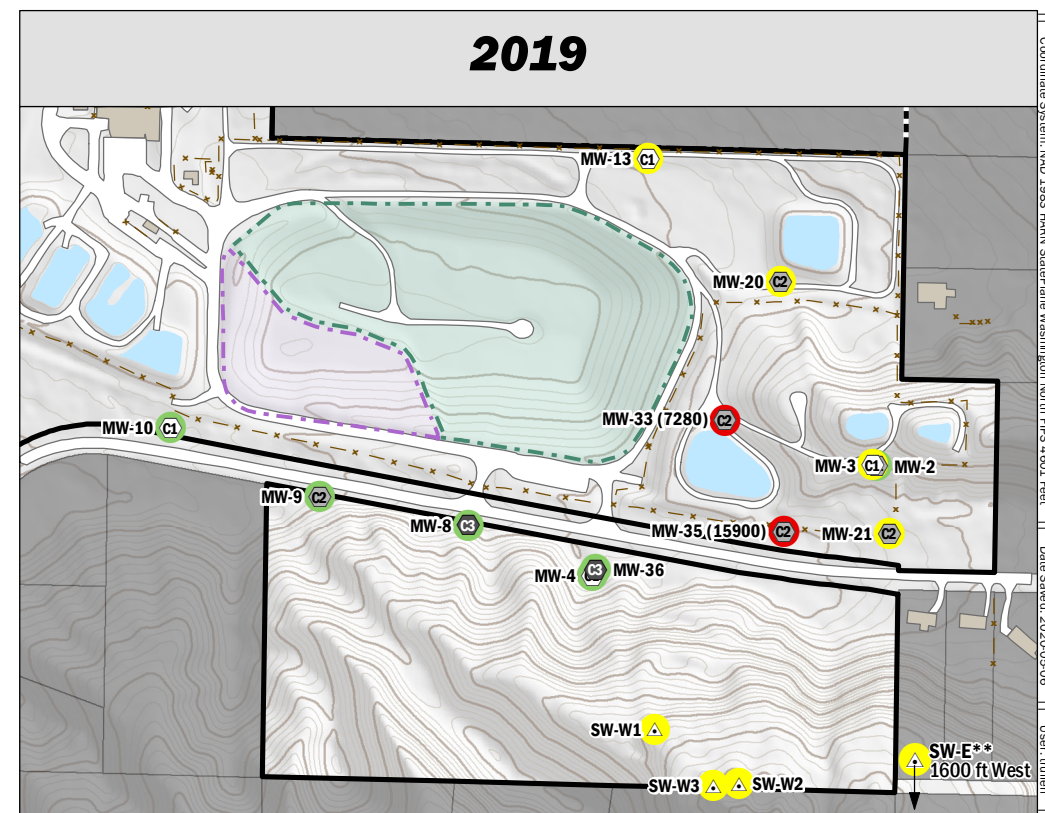 2019
MW-13 C1
MW-20 C2
MW-33 (7280) C2
MW-10 C1
MW-3 C1 MW-2
MW-9 C2
MW-8 C3
MW-35 (15900) C2
MW-21 C2
MW-4 C3 MW-36
SW-W1
SW-E**
1600 ft West
SW-W3 SW-W2